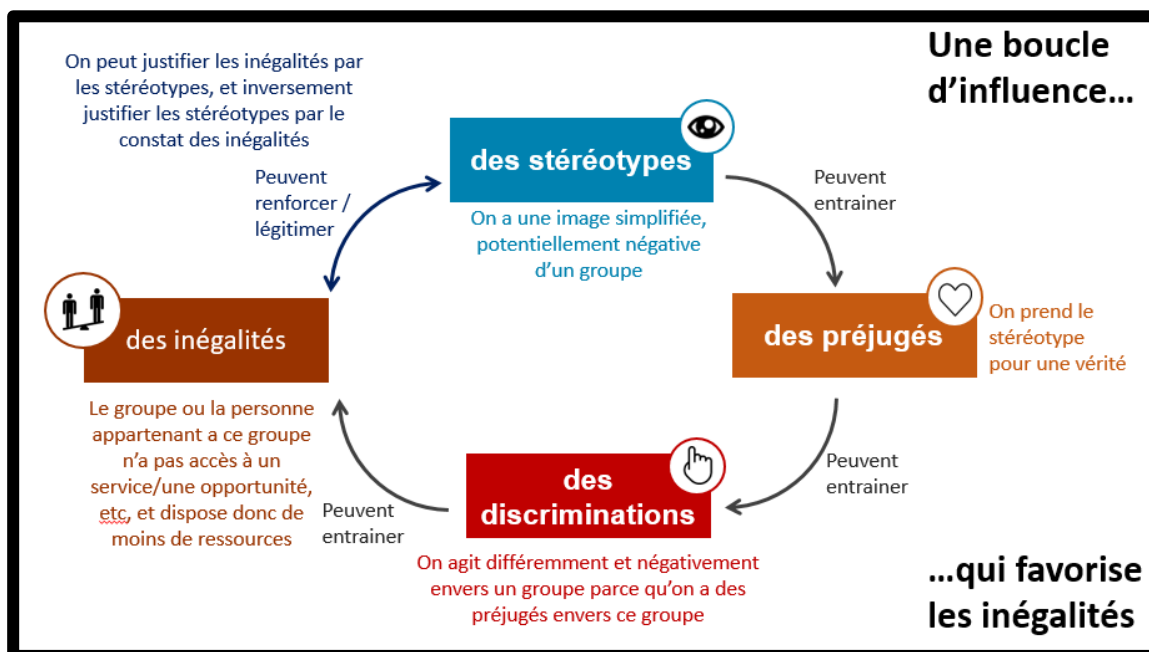 Une boucle
d'influence...
On peut justifier les inégalités par
les stéréotypes, et inversement
justifier les stéréotypes par le
constat des inégalités
des stéréotypes
Peuvent
renforcer /
légitimer
Peuvent
entrainer
On a une image simplifiée,
potentiellement négative
d'un groupe
des inégalités
des préjugés
On prend le
stéréotype
pour une vérité
Le groupe ou la personne
appartenant a ce groupe
n'a pas accès à un
service/une opportunité,
etc, et dispose donc de
moins de ressources
Peuvent
entrainer
des
discriminations
Peuvent
entrainer
On agit différemment et négativement
envers un groupe parce qu'on a des
préjugés envers ce groupe
...qui favorise
les inégalités